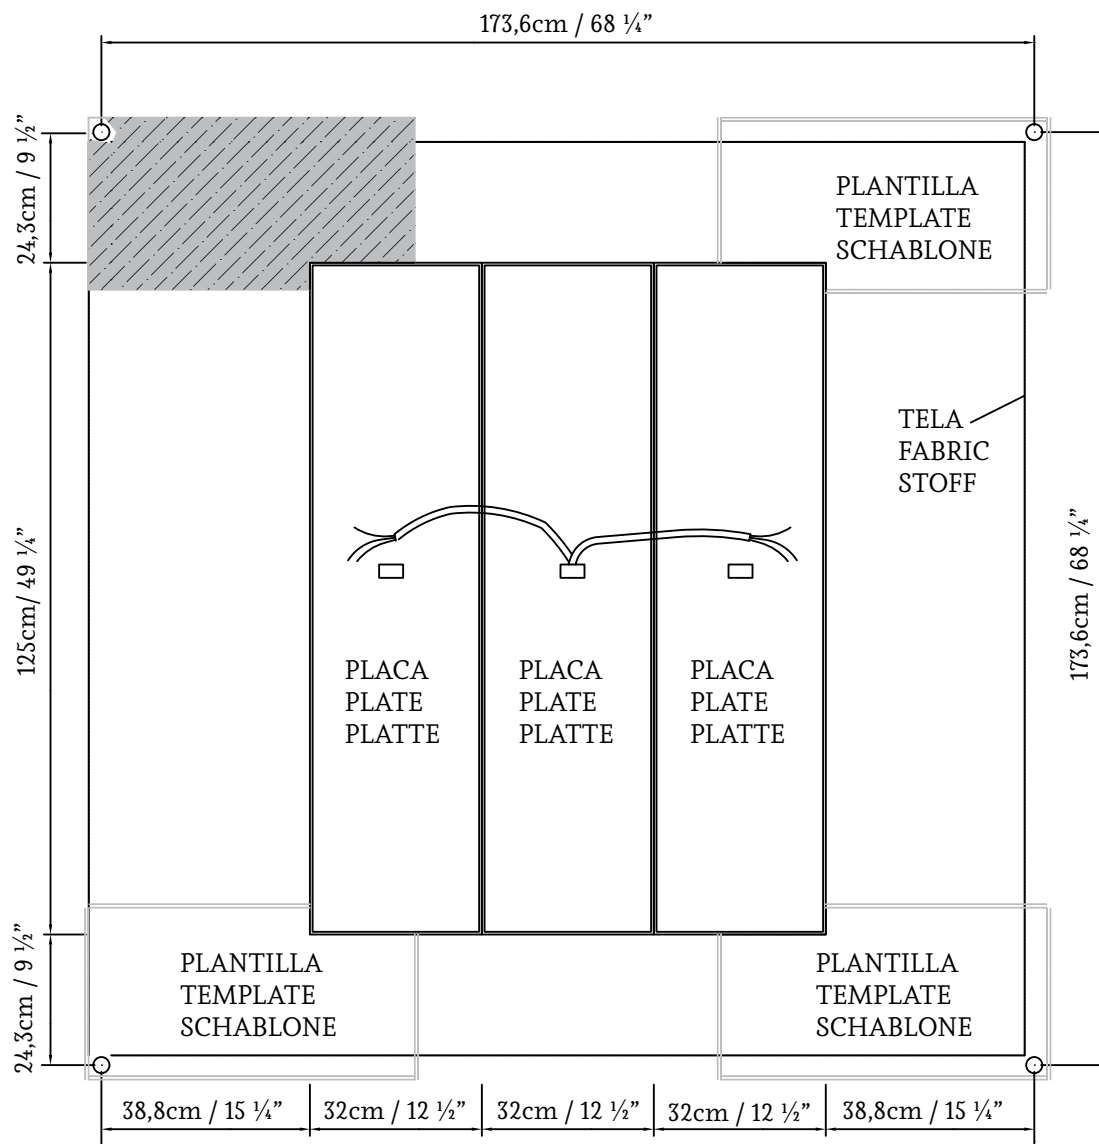 173,6cm / 68 ¼”
24,3cm / 9 ½”
PLANTILLA
TEMPLATE
SCHABLONE
TELA
FABRIC
STOFF
125cm/ 49 ¼”
173,6cm / 68 ¼”
PLACA
PLATE
PLATTE
PLACA
PLATE
PLATTE
PLACA
PLATE
PLATTE
24,3cm / 9 ½”
PLANTILLA
TEMPLATE
SCHABLONE
PLANTILLA
TEMPLATE
SCHABLONE
38,8cm / 15 ¼”
32cm / 12 ½”
32cm / 12 ½”
32cm / 12 ½”
38,8cm / 15 ¼”